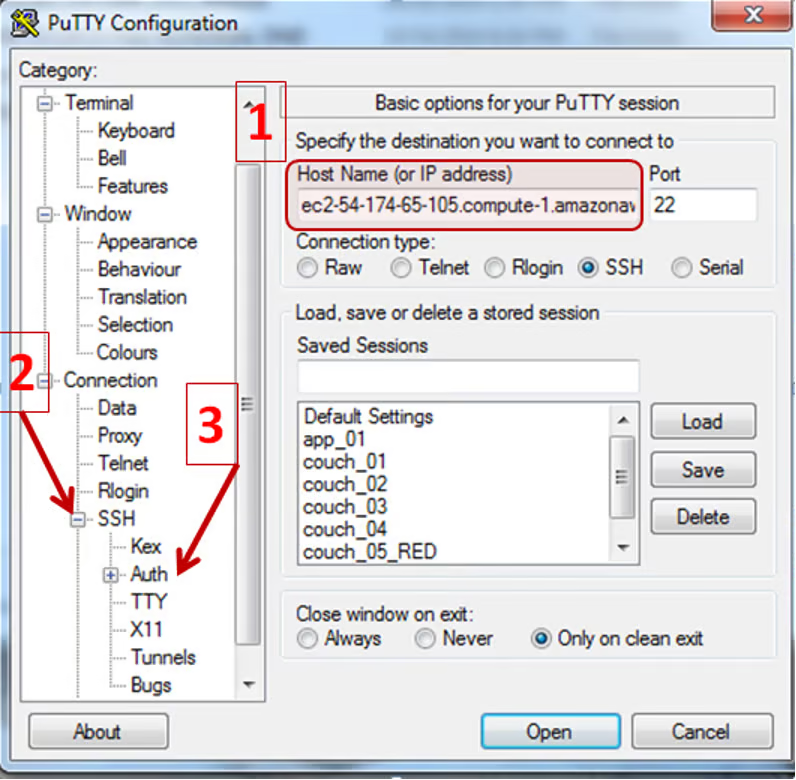 PuTTY Configuration
Category:
Terminal
Keyboard
Bell
Features
Window
Appearance
Behaviour
Translation
Selection
Colours
Connection
Data
Proxy
Telnet
Rlogin
SSH
Kex
Auth
TTY
X11
Tunnels
Bugs
1
2
3
Basic options for your PuTTY session
Specify the destination you want to connect to
Host Name (or IP address) Port
ec2-54-174-65-105.compute-1.amazonav 22
Connection type:
Raw Telnet Rlogin SSH Serial
Load, save or delete a stored session
Saved Sessions
Default Settings
app_01
couch_01
couch_02
couch_03
couch_04
couch_05_RED
Load
Save
Delete
Close window on exit:
Always Never Only on clean exit
About Open Cancel